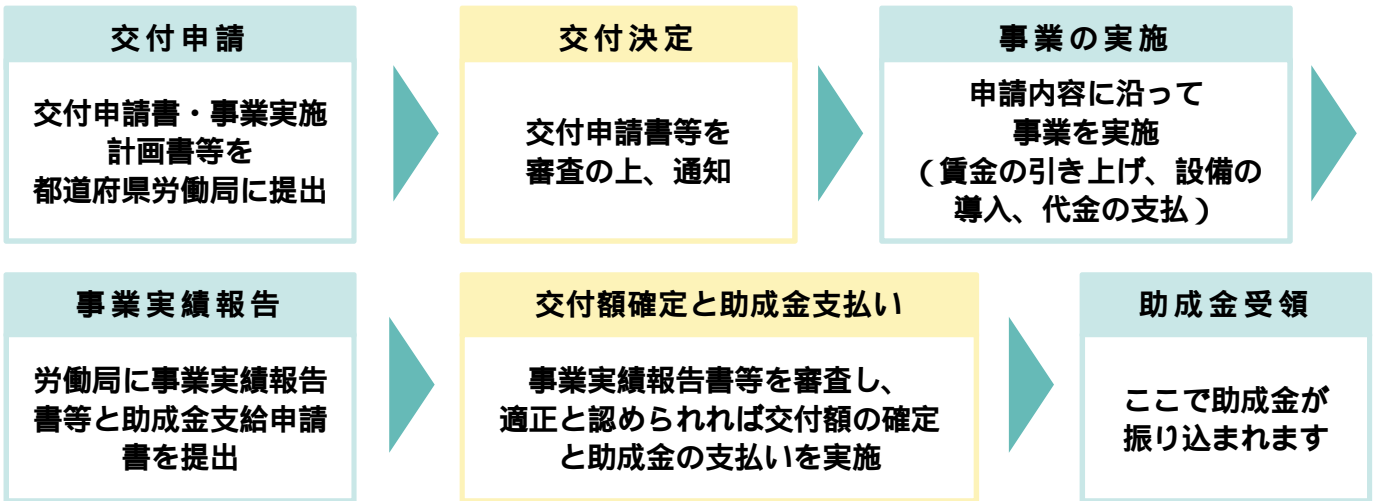 交付申請
交付申請書・事業実施
計画書等を
都道府県労働局に提出
交付決定
交付申請書等を
審査の上、通知
事業の実施
申請内容に沿って
事業を実施
（賃金の引き上げ、設備の
導入、代金の支払）
事業実績報告
労働局に事業実績報告
書等と助成金支給申請
書を提出
交付額確定と助成金支払い
事業実績報告書等を審査し、
適正と認められれば交付額の確定
と助成金の支払いを実施
助成金受領
ここで助成金が
振り込まれます